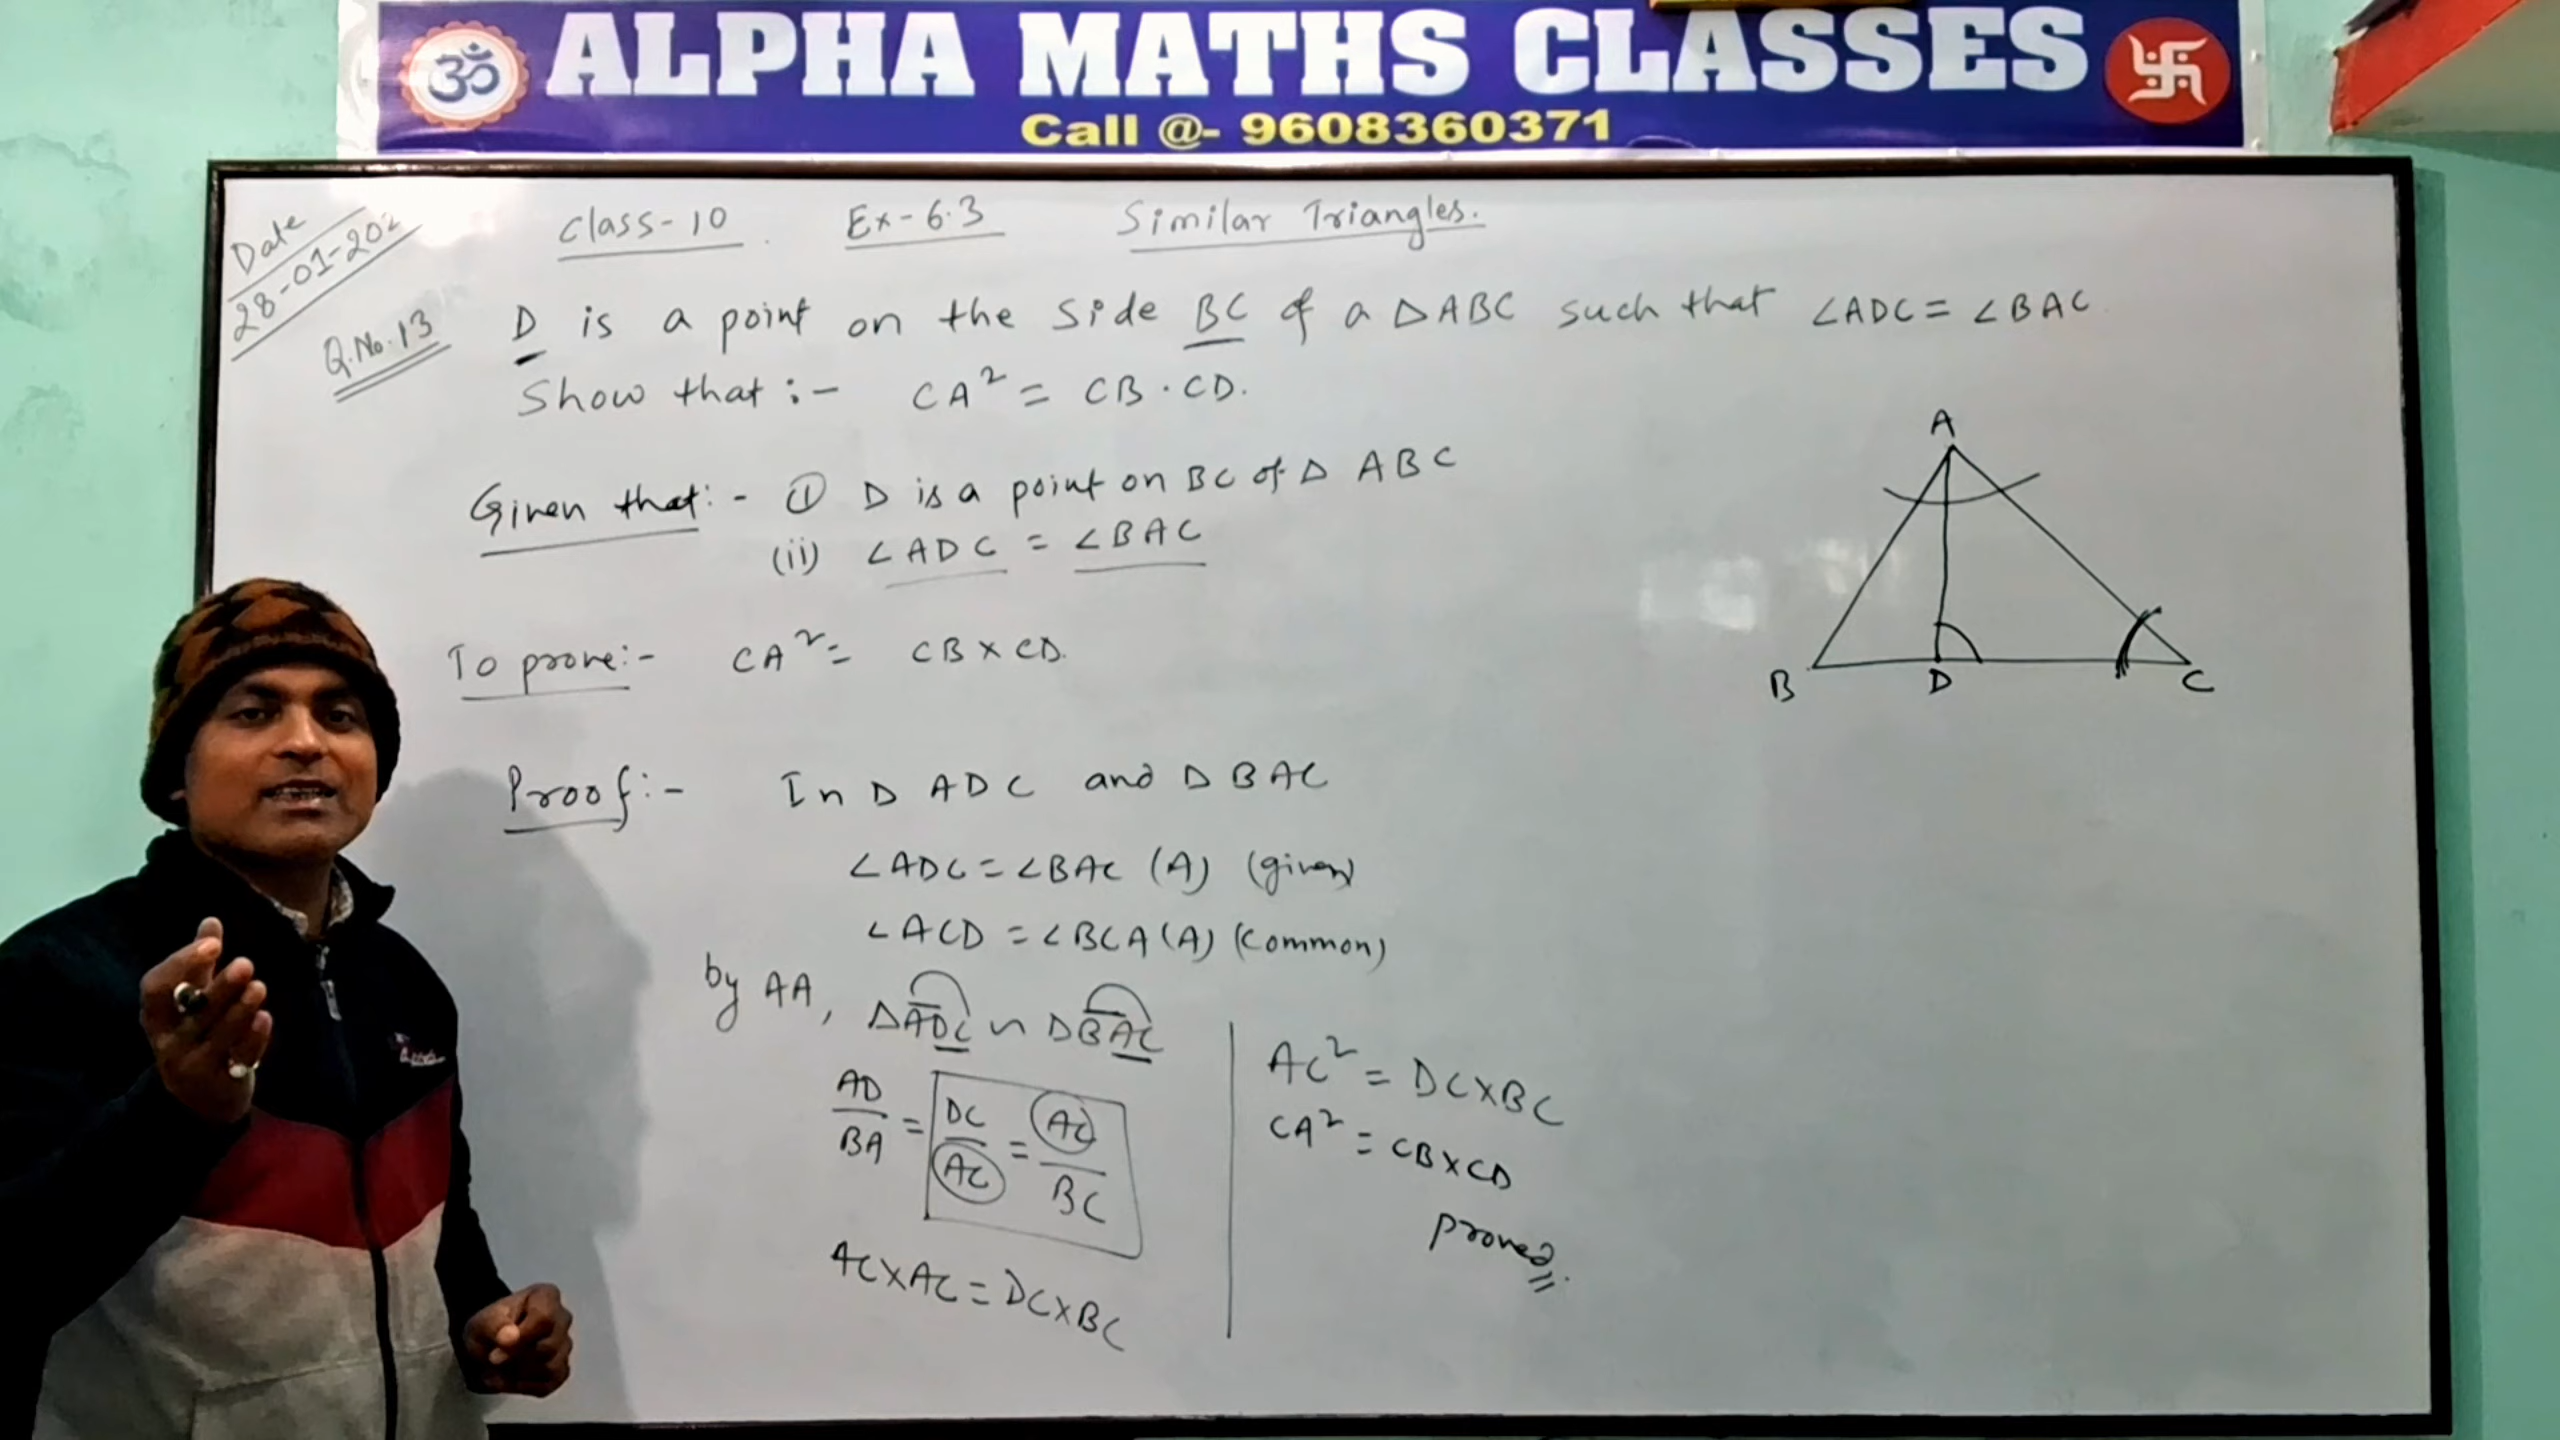 ॐ ALPHA MATHS CLASSES 卐
Call @- 9608360371
Date
28-01-202
Class-10 Ex-6.3 Similar Triangles.
Q.No.13 D is a point on the side BC of a △ABC such that ∠ADC = ∠BAC
Show that :- CA² = CB·CD.
Given that:- ① D is a point on BC of △ ABC
(ii) ∠ADC = ∠BAC
To prove:- CA² = CB×CD.
A
B D C
Proof:- In △ ADC and △ BAC
∠ADC = ∠BAC (A) (given)
∠ACD = ∠BCA (A) (Common)
by AA, △ADC ∼ △BAC
AD/BA = DC/AC = AC/BC
AC×AC = DC×BC
AC² = DC×BC
CA² = CB×CD
proved